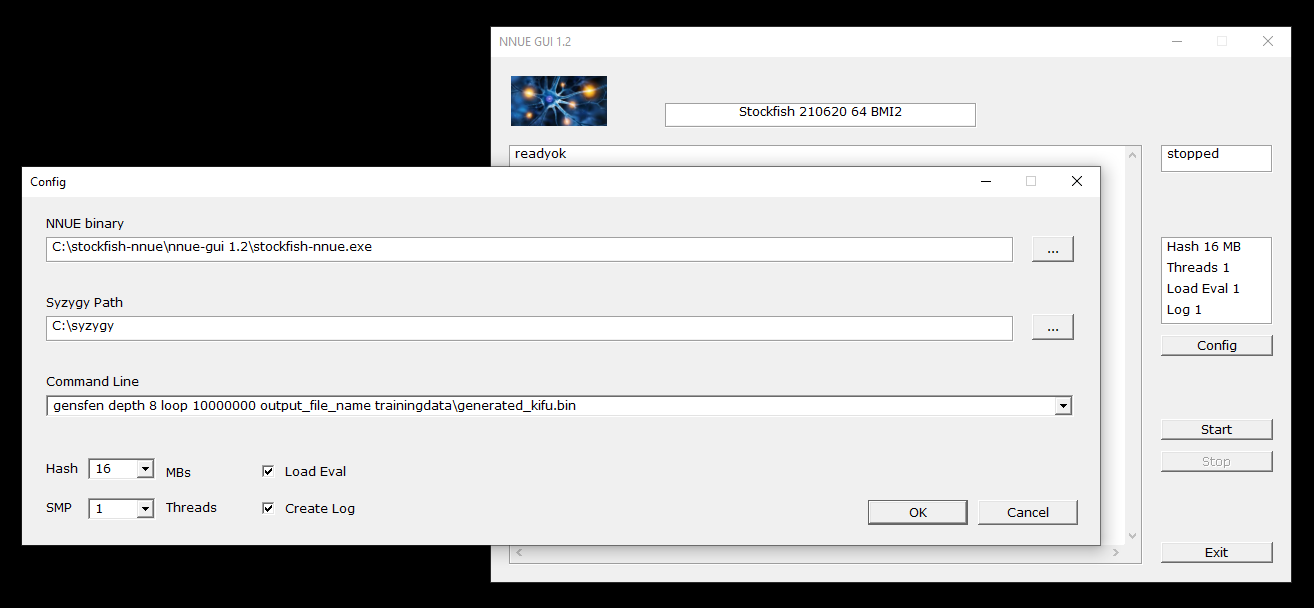 NNUE GUI 1.2
Stockfish 210620 64 BMI2
readyok
stopped
Config
NNUE binary
C:\stockfish-nnue\nnue-gui 1.2\stockfish-nnue.exe
...
Syzygy Path
C:\syzygy
...
Command Line
gensfen depth 8 loop 10000000 output_file_name trainingdata\generated_kifu.bin
Hash 16 MBs
Load Eval
SMP 1 Threads
Create Log
OK
Cancel
Hash 16 MB
Threads 1
Load Eval 1
Log 1
Config
Start
Stop
Exit